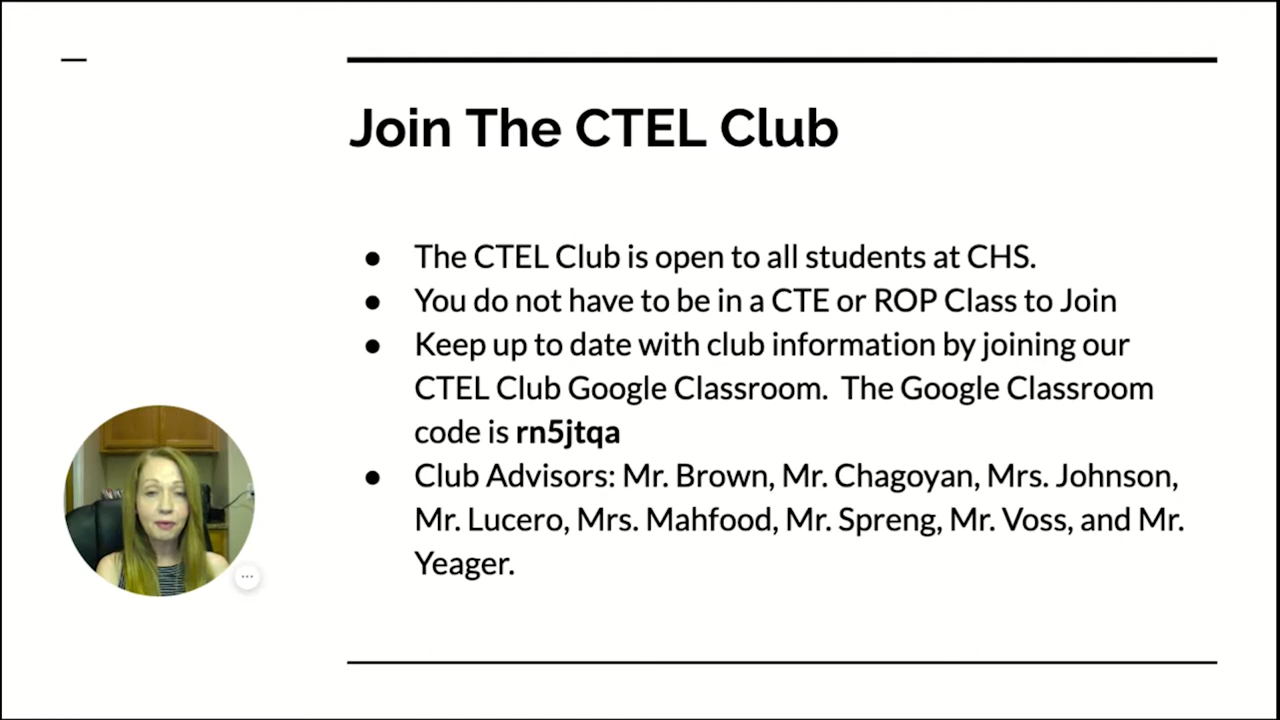 Join The CTEL Club
● The CTEL Club is open to all students at CHS.
● You do not have to be in a CTE or ROP Class to Join
● Keep up to date with club information by joining our
CTEL Club Google Classroom.  The Google Classroom
code is rn5jtqa
● Club Advisors: Mr. Brown, Mr. Chagoyan, Mrs. Johnson,
Mr. Lucero, Mrs. Mahfood, Mr. Spreng, Mr. Voss, and Mr.
Yeager.